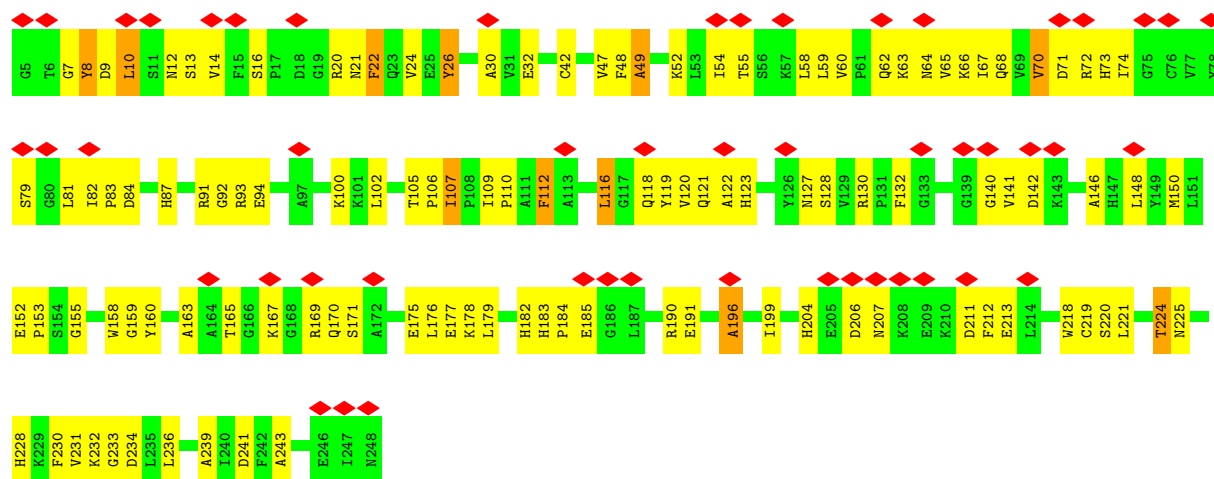 G5 T6 G7 Y8 D9 L10 S11 N12 S13 V14 F15 S16 P17 D18 G19 R20 N21 F22 Q23 V24 E25 Y26 A30 V31 E32 C42 V47 F48 A49 K52 L53 I54 T55 S56 K57 L58 L59 V60 P61 Q62 K63 N64 V65 K66 I67 Q68 V69 V70 D71 R72 H73 I74 G75 C76 V77 Y78
S79 G80 L81 I82 P83 D84 H87 R91 G92 R93 E94 A97 K100 K101 L102 T105 P106 I107 P108 I109 P110 A111 F112 A113 L116 G117 Q118 Y119 V120 Q121 A122 H123 Y126 N127 S128 V129 R130 P131 F132 G133 G139 G140 V141 D142 K143 A146 H147 L148 Y149 M150 L151
E152 P153 S154 G155 W158 G159 Y160 A163 A164 T165 G166 K167 G168 R169 Q170 S171 A172 E175 L176 E177 K178 L179 H182 H183 P184 E185 G186 L187 R190 E191 A196 I199 H204 E205 D206 N207 K208 E209 K210 D211 F212 E213 L214 W218 C219 S220 L221 T224 N225
H228 K229 F230 V231 K232 G233 D234 L235 L236 A239 I240 D241 F242 A243 E246 I247 N248